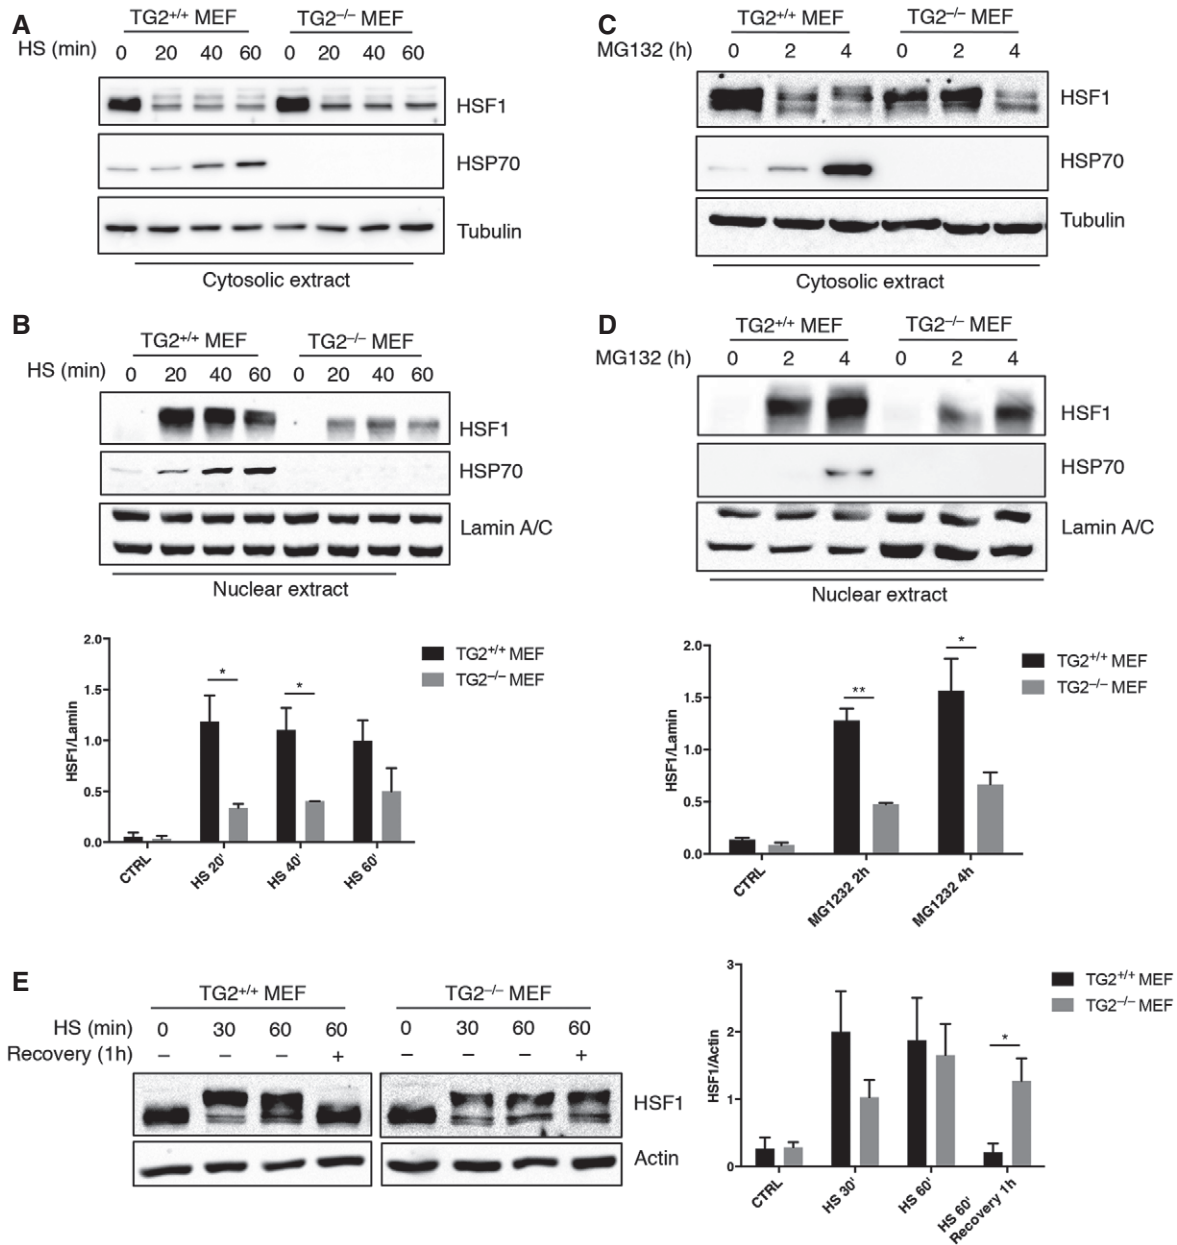 A
TG2+/+ MEF TG2–/– MEF
HS (min) 0 20 40 60 0 20 40 60
HSF1
HSP70
Tubulin
Cytosolic extract
C
TG2+/+ MEF TG2–/– MEF
MG132 (h) 0 2 4 0 2 4
HSF1
HSP70
Tubulin
Cytosolic extract
B
TG2+/+ MEF TG2–/– MEF
HS (min) 0 20 40 60 0 20 40 60
HSF1
HSP70
Lamin A/C
Nuclear extract
2.0
1.5
1.0
0.5
0.0
HSF1/Lamin
* *
CTRL HS 20' HS 40' HS 60'
TG2+/+ MEF
TG2–/– MEF
D
TG2+/+ MEF TG2–/– MEF
MG132 (h) 0 2 4 0 2 4
HSF1
HSP70
Lamin A/C
Nuclear extract
2.0
1.5
1.0
0.5
0.0
HSF1/Lamin
** *
CTRL MG1232 2h MG1232 4h
TG2+/+ MEF
TG2–/– MEF
E
TG2+/+ MEF TG2–/– MEF
HS (min) 0 30 60 60 0 30 60 60
Recovery (1h) – – – + – – – +
HSF1
Actin
3
2
1
0
HSF1/Actin
*
CTRL HS 30' HS 60' HS 60'
Recovery 1h
TG2+/+ MEF
TG2–/– MEF